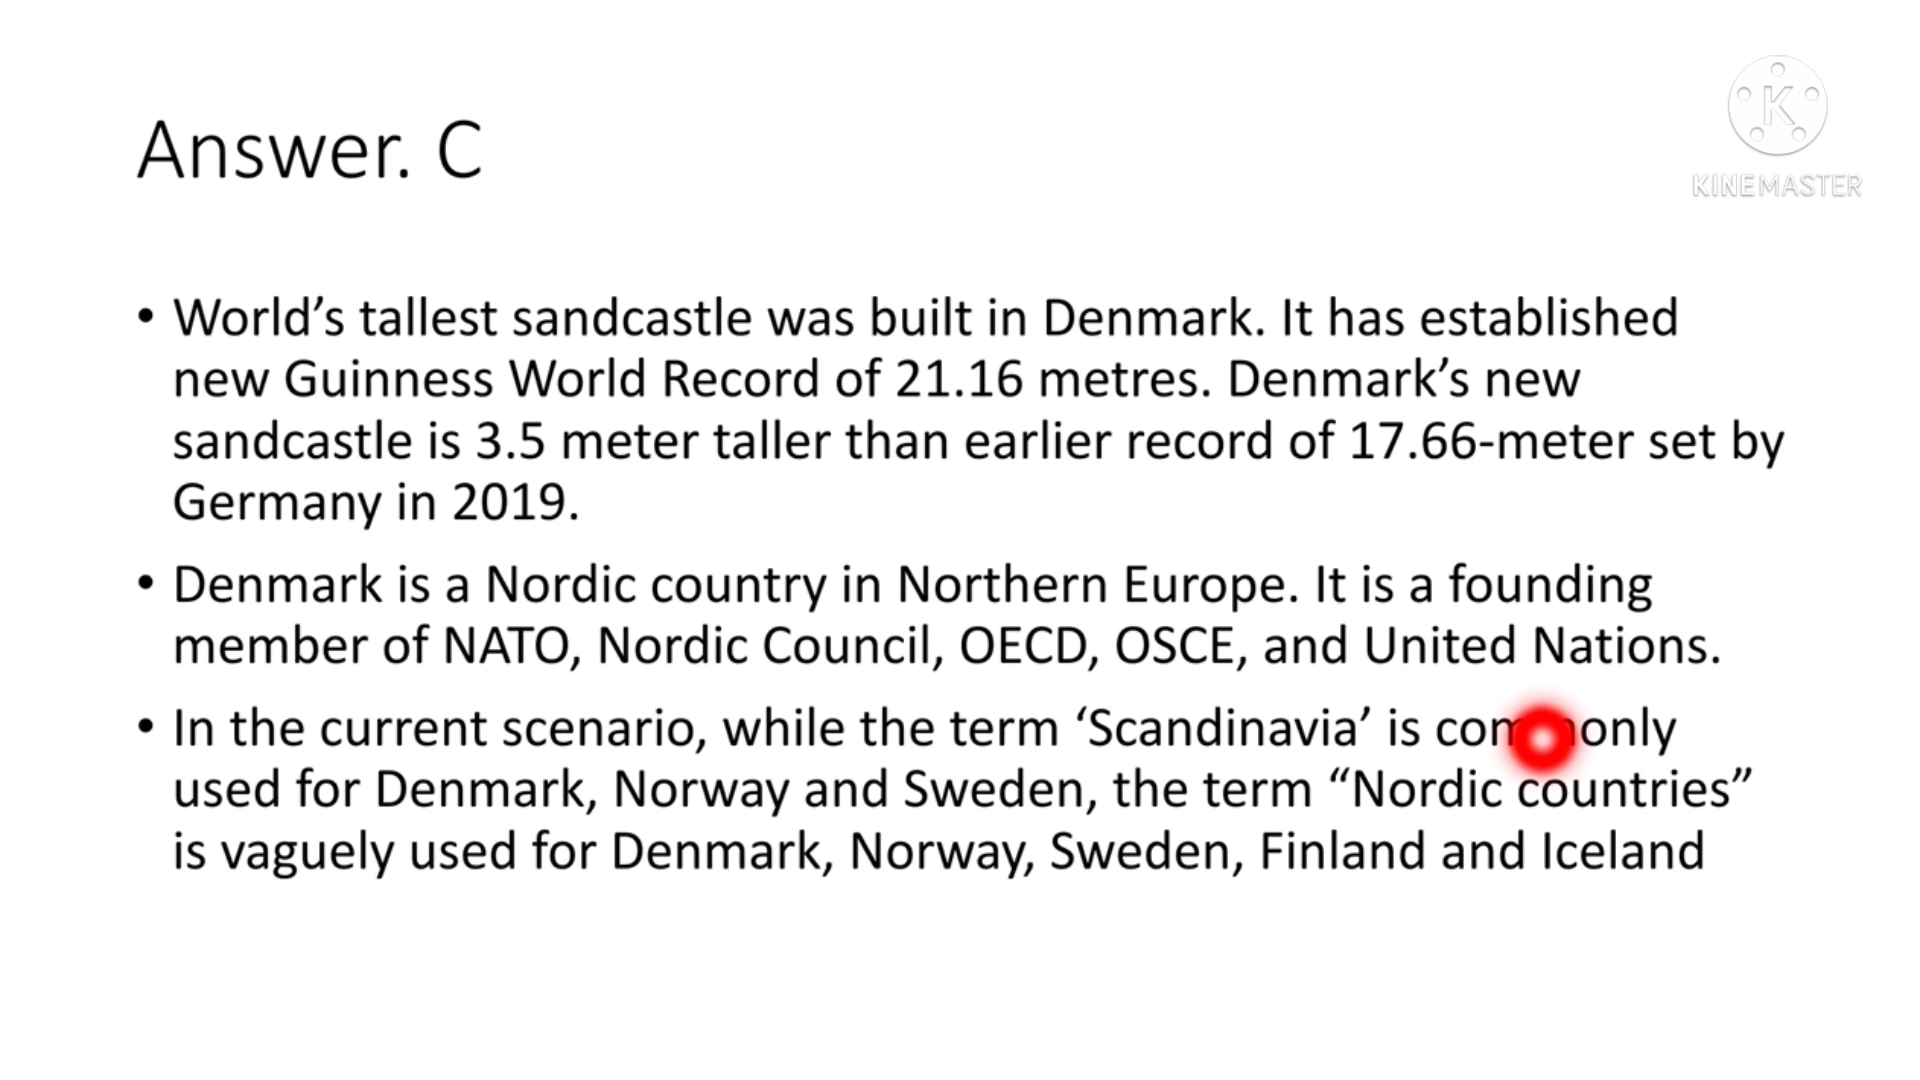 Answer. C
K
KINEMASTER
• World’s tallest sandcastle was built in Denmark. It has established
new Guinness World Record of 21.16 metres. Denmark’s new
sandcastle is 3.5 meter taller than earlier record of 17.66-meter set by
Germany in 2019.
• Denmark is a Nordic country in Northern Europe. It is a founding
member of NATO, Nordic Council, OECD, OSCE, and United Nations.
• In the current scenario, while the term ‘Scandinavia’ is commonly
used for Denmark, Norway and Sweden, the term “Nordic countries”
is vaguely used for Denmark, Norway, Sweden, Finland and Iceland